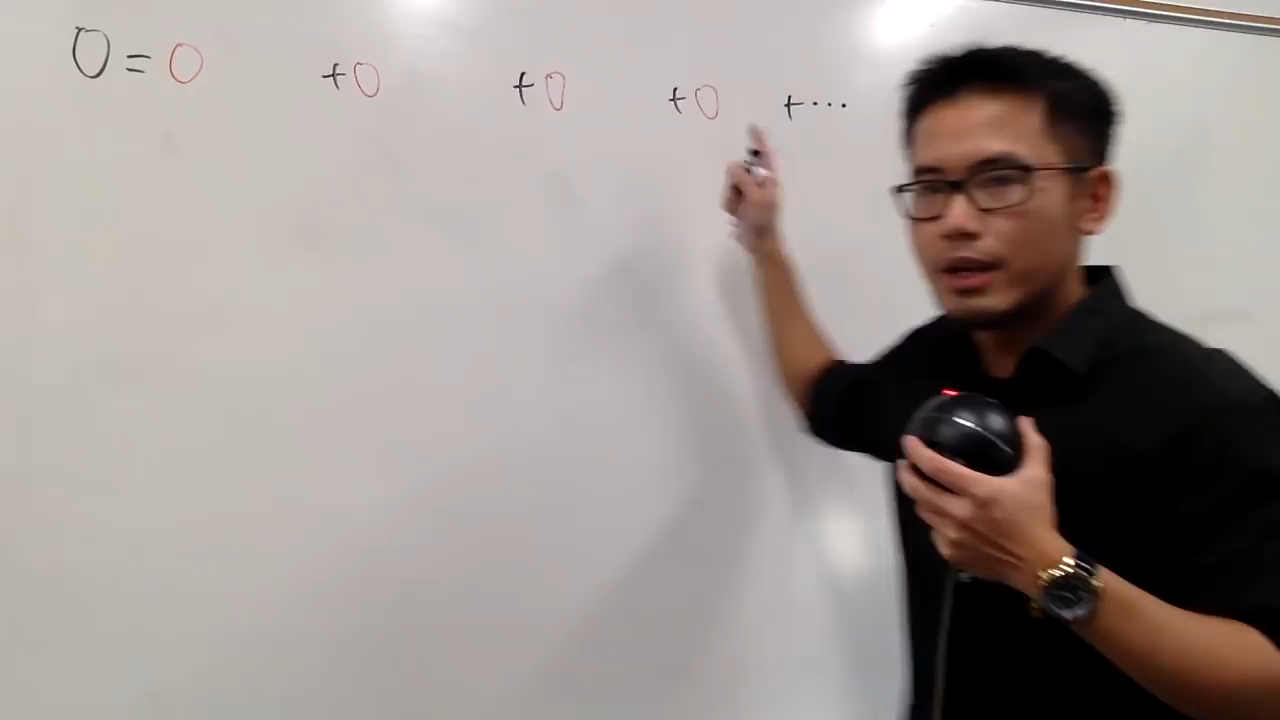 0 = 0 + 0 + 0 + 0 + ...